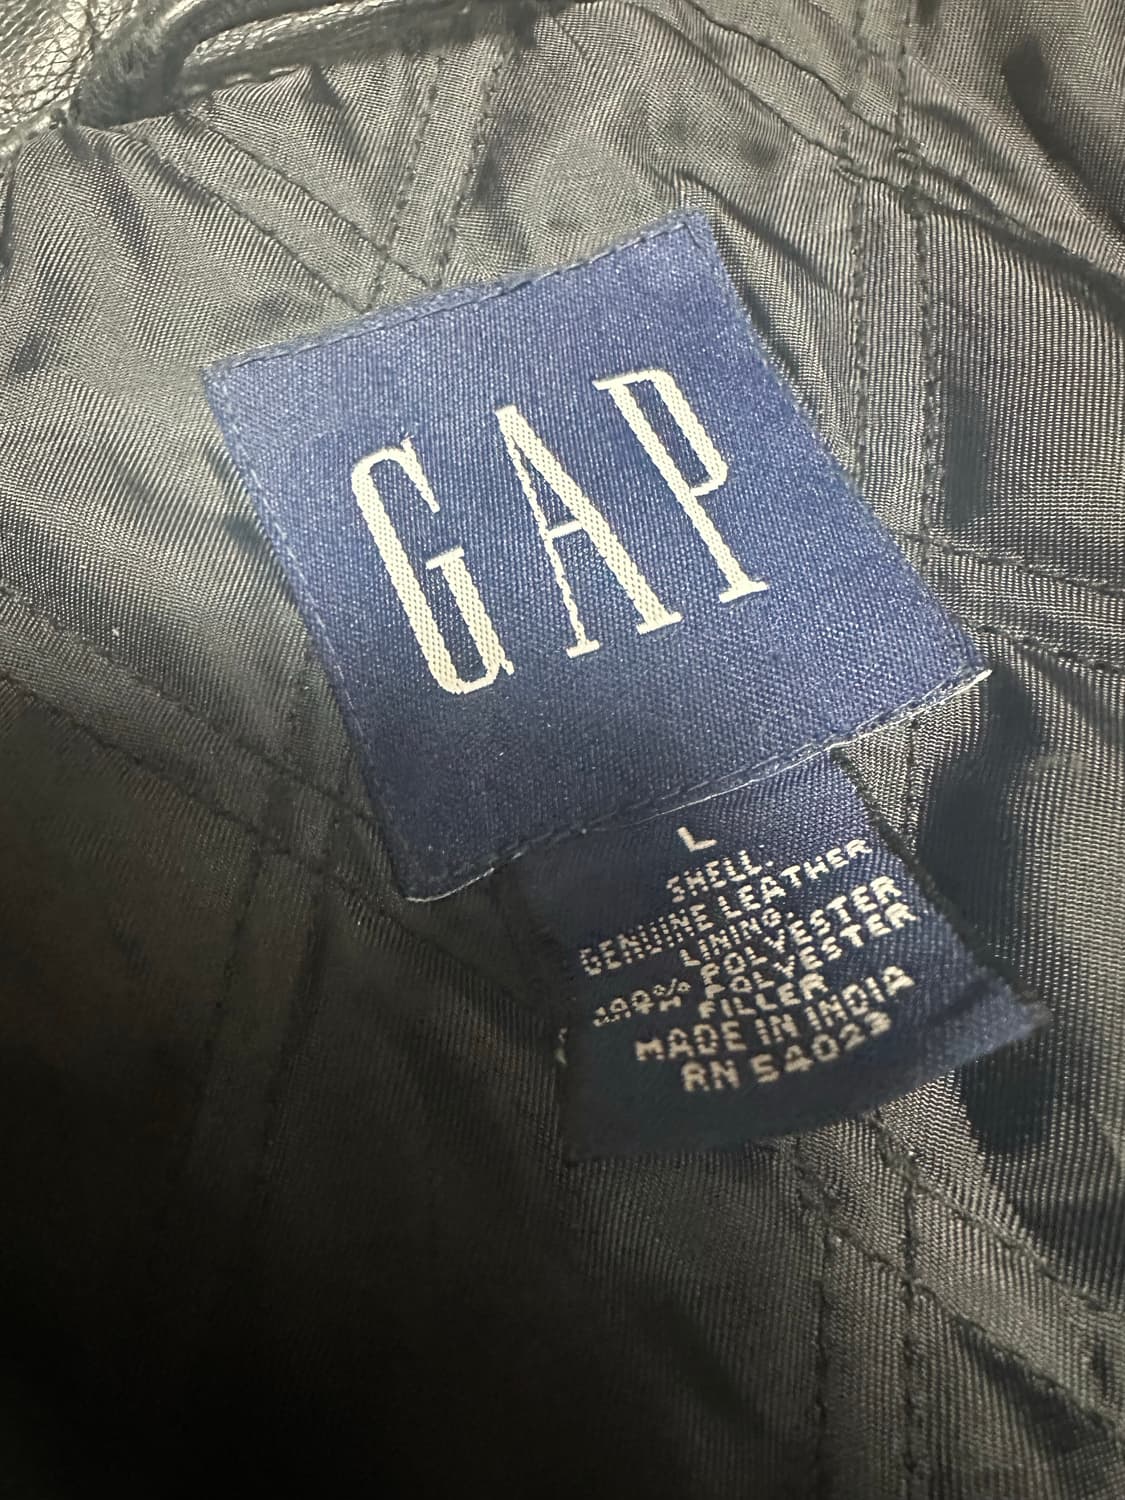 GAP
L
SHELL.
GENUINE LEATHER
LINING.
100% POLYESTER
100% POLYESTER
FILLER
MADE IN INDIA
RN 54023